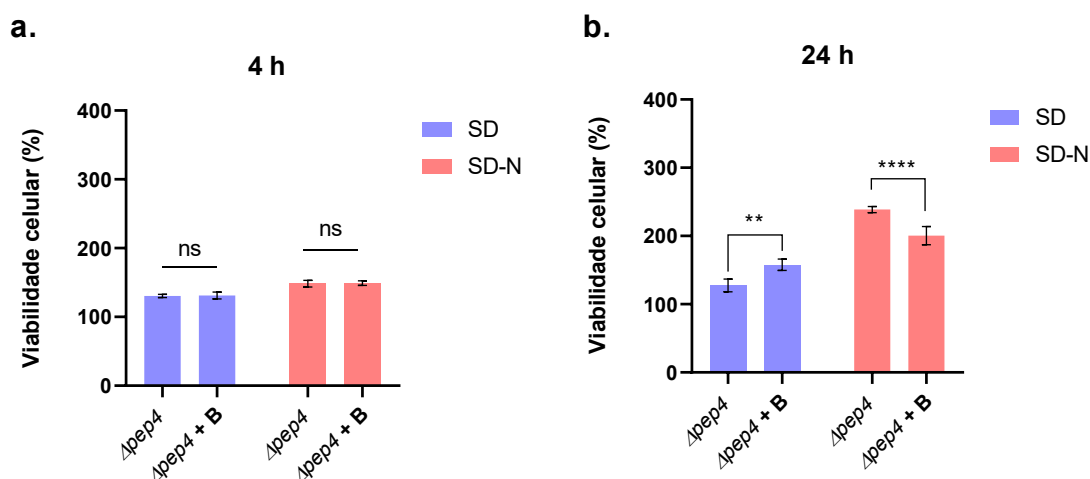 a.
4 h
Viabilidade celular (%)
400
300
200
100
0
ns
ns
Δpep4
Δpep4 + B
Δpep4
Δpep4 + B
SD
SD-N
b.
24 h
Viabilidade celular (%)
400
300
200
100
0
**
****
Δpep4
Δpep4 + B
Δpep4
Δpep4 + B
SD
SD-N